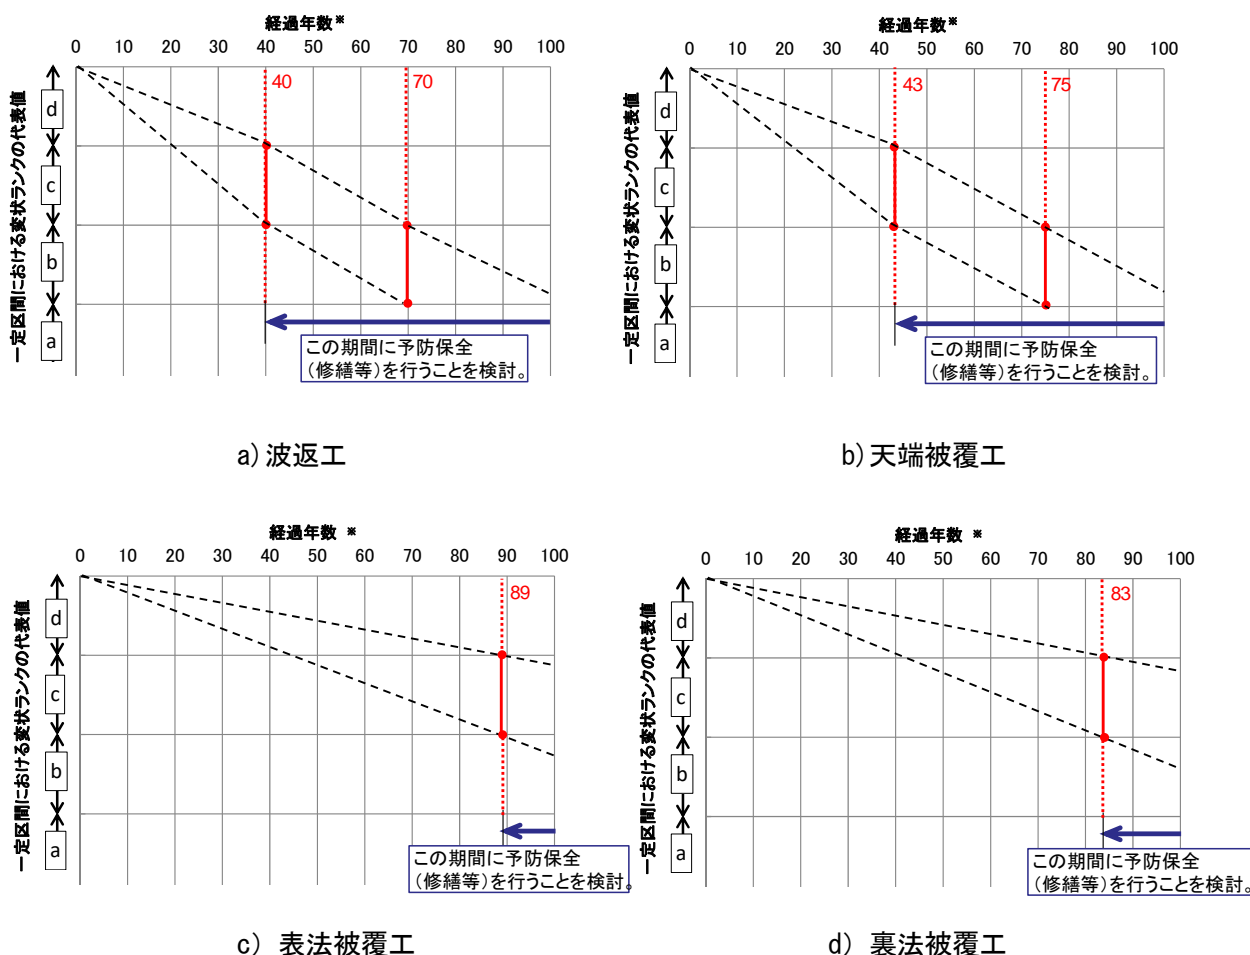 経過年数※
0 10 20 30 40 50 60 70 80 90 100
40 70
一定区間における変状ランクの代表値
d
c
b
a
この期間に予防保全
(修繕等)を行うことを検討。
a)波返工
経過年数※
0 10 20 30 40 50 60 70 80 90 100
43 75
一定区間における変状ランクの代表値
d
c
b
a
この期間に予防保全
(修繕等)を行うことを検討。
b)天端被覆工
経過年数 ※
0 10 20 30 40 50 60 70 80 90 100
89
一定区間における変状ランクの代表値
d
c
b
a
この期間に予防保全
(修繕等)を行うことを検討。
c) 表法被覆工
経過年数 ※
0 10 20 30 40 50 60 70 80 90 100
83
一定区間における変状ランクの代表値
d
c
b
a
この期間に予防保全
(修繕等)を行うことを検討。
d) 裏法被覆工